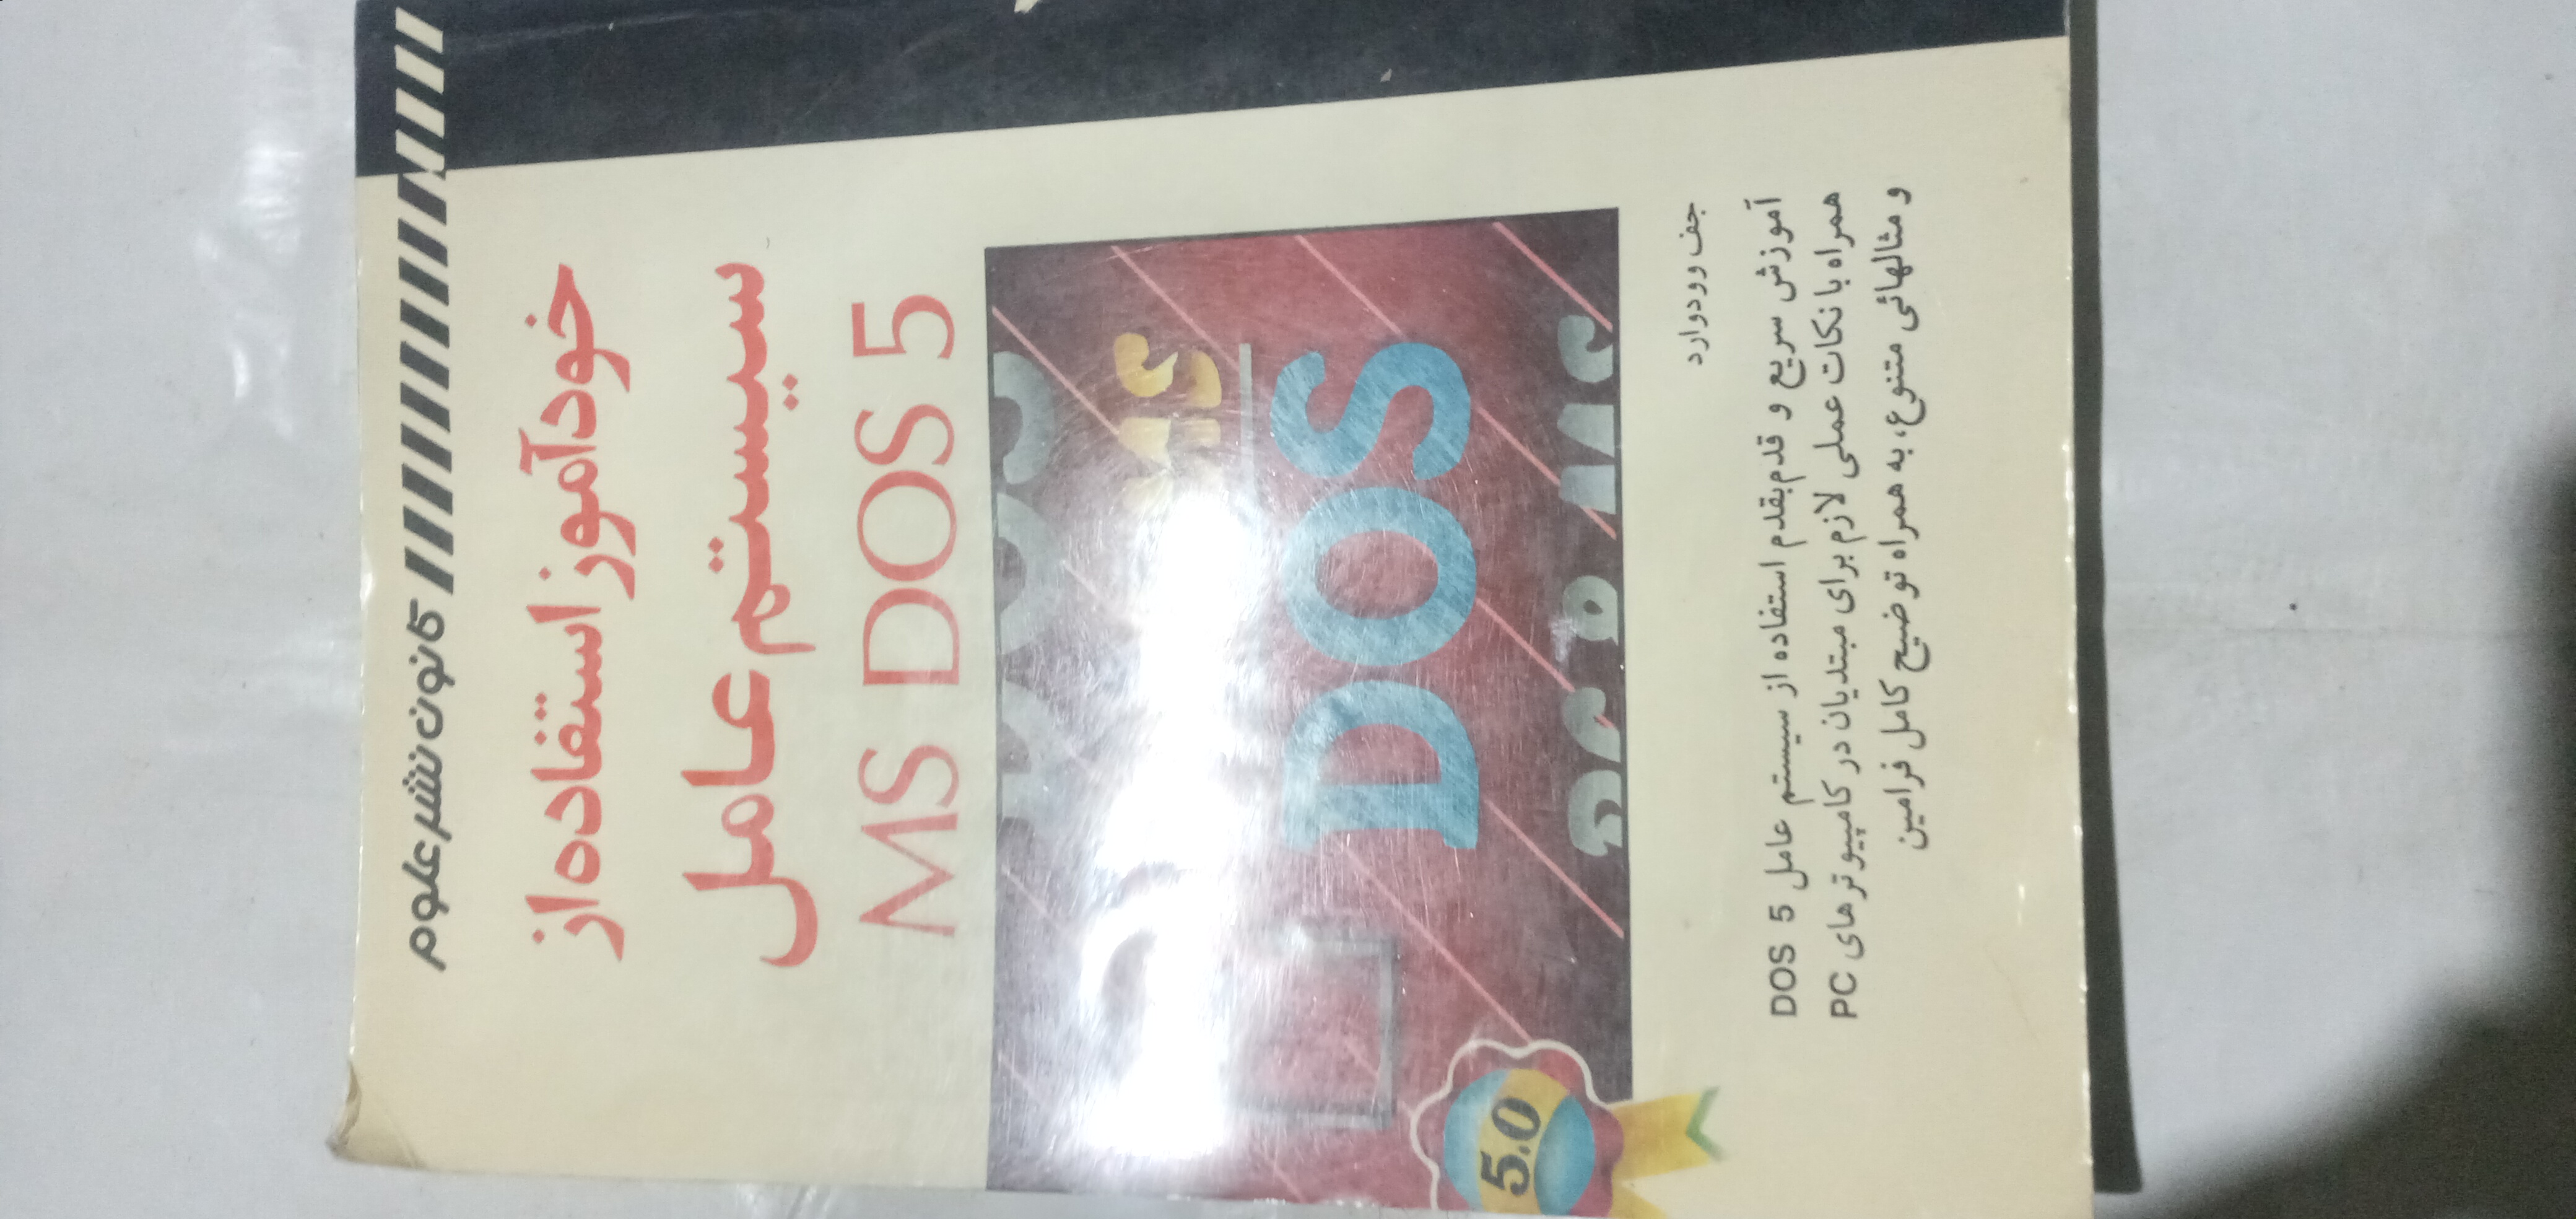 کانون نشر علوم
خودآموز استفاده از
سیستم عامل
MS DOS 5
MS
DOS
5.0
جف وودوارد
آموزش سریع و قدم‌بقدم استفاده از سیستم عامل DOS 5
همراه با نکات عملی لازم برای مبتدیان در کامپیوترهای PC
و مثالهائی متنوع، به همراه توضیح کامل فرامین